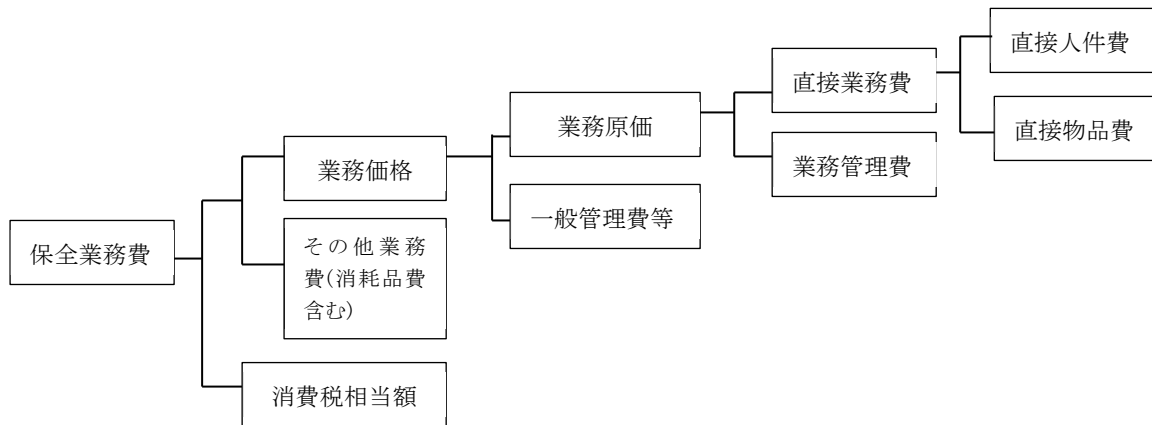 直接人件費
直接業務費
業務原価
直接物品費
業務価格
業務管理費
一般管理費等
保全業務費
その他業務
費(消耗品費
含む)
消費税相当額